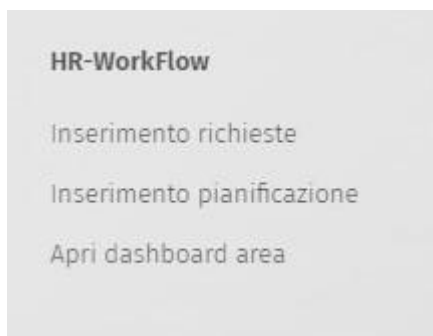 HR-WorkFlow
Inserimento richieste
Inserimento pianificazione
Apri dashboard area